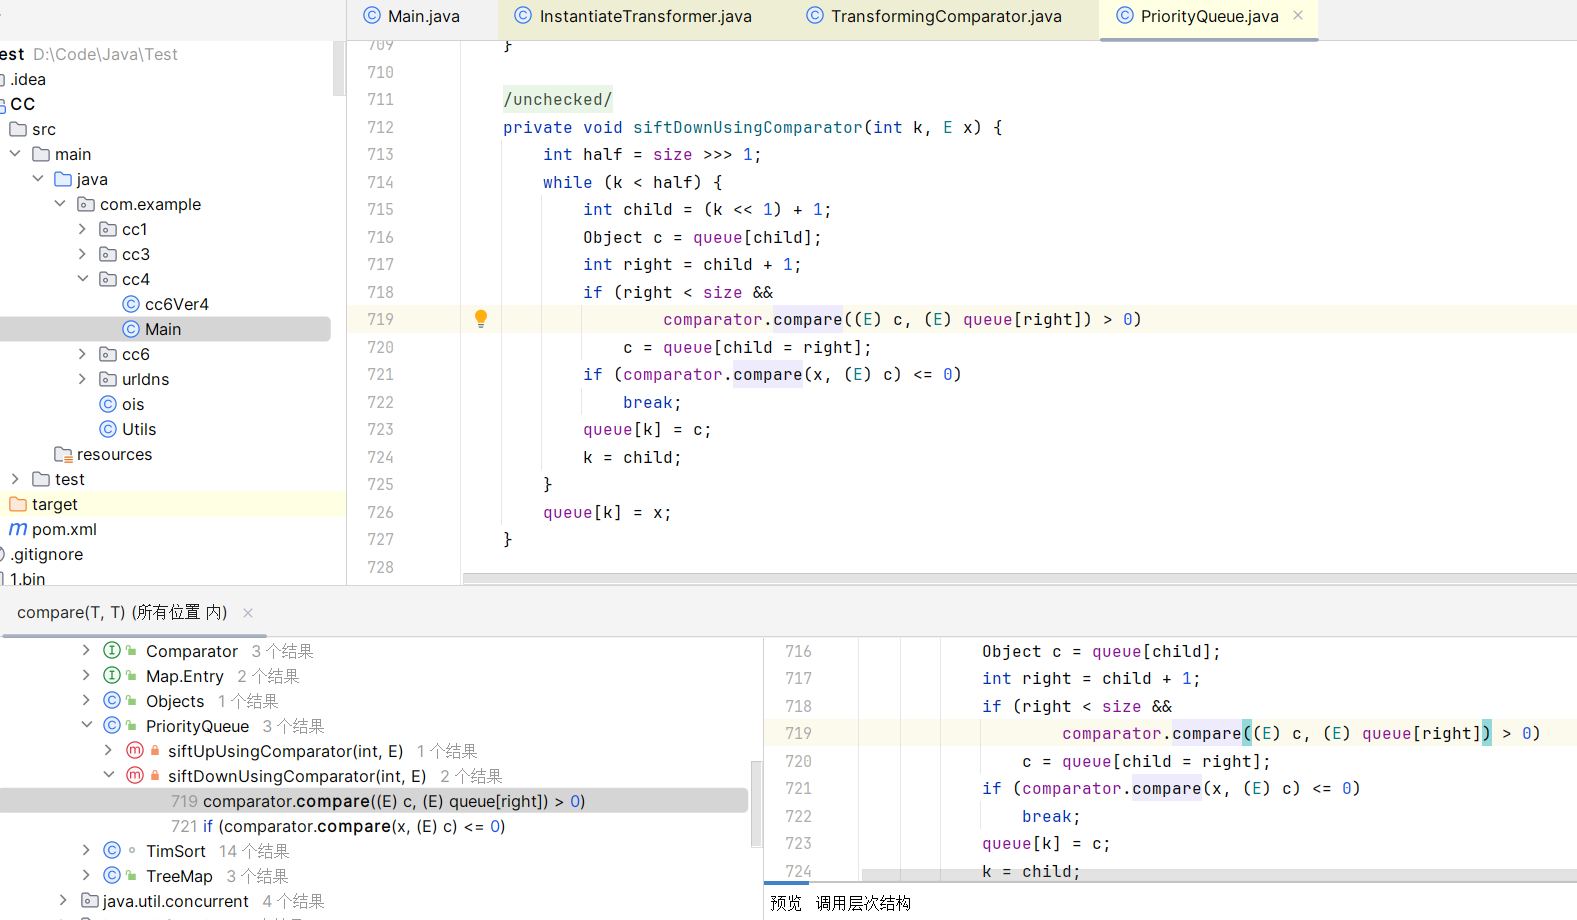 Main.java
InstantiateTransformer.java
TransformingComparator.java
PriorityQueue.java
est D:\Code\Java\Test
.idea
CC
src
main
java
com.example
cc1
cc3
cc4
cc6Ver4
Main
cc6
urldns
ois
Utils
resources
test
target
pom.xml
.gitignore
1.bin
709 }
710
711 /unchecked/
712 private void siftDownUsingComparator(int k, E x) {
713 int half = size >>> 1;
714 while (k < half) {
715 int child = (k << 1) + 1;
716 Object c = queue[child];
717 int right = child + 1;
718 if (right < size &&
719 comparator.compare((E) c, (E) queue[right]) > 0)
720 c = queue[child = right];
721 if (comparator.compare(x, (E) c) <= 0)
722 break;
723 queue[k] = c;
724 k = child;
725 }
726 queue[k] = x;
727 }
728
compare(T, T) (所有位置 内)
Comparator 3 个结果
Map.Entry 2 个结果
Objects 1 个结果
PriorityQueue 3 个结果
siftUpUsingComparator(int, E) 1 个结果
siftDownUsingComparator(int, E) 2 个结果
719 comparator.compare((E) c, (E) queue[right]) > 0)
721 if (comparator.compare(x, (E) c) <= 0)
TimSort 14 个结果
TreeMap 3 个结果
java.util.concurrent 4 个结果
716 Object c = queue[child];
717 int right = child + 1;
718 if (right < size &&
719 comparator.compare((E) c, (E) queue[right]) > 0)
720 c = queue[child = right];
721 if (comparator.compare(x, (E) c) <= 0)
722 break;
723 queue[k] = c;
724 k = child;
预览 调用层次结构